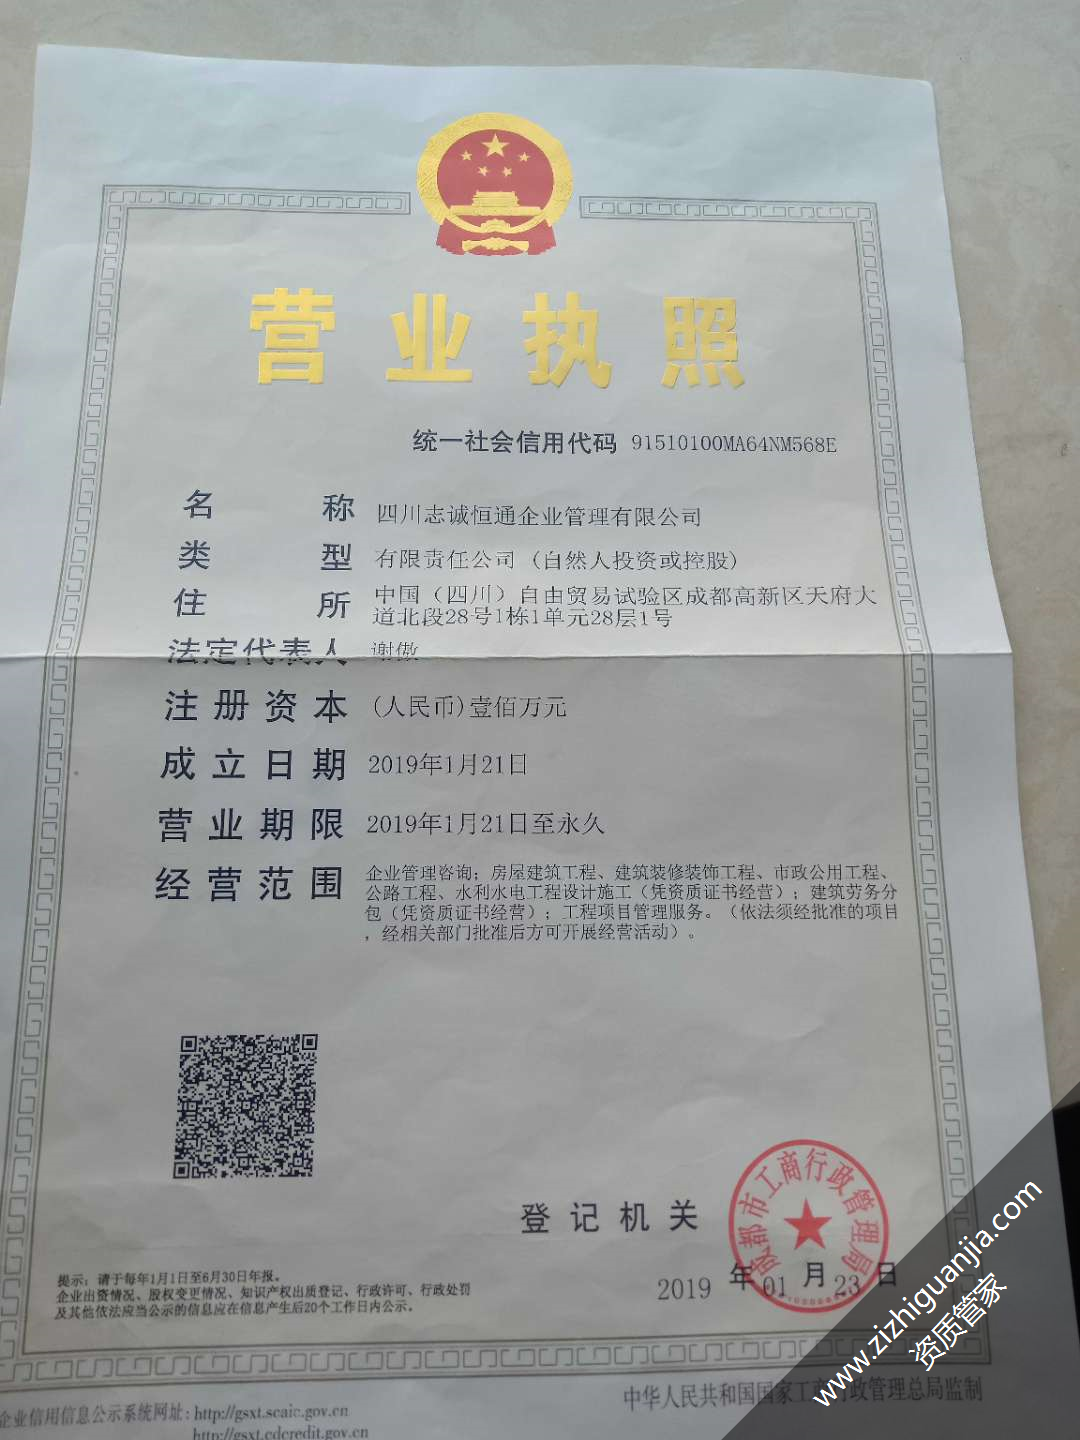 营业执照
统一社会信用代码 91510100MA64NM568E
名称 四川志诚恒通企业管理有限公司
类型 有限责任公司（自然人投资或控股）
住所 中国（四川）自由贸易试验区成都高新区天府大
道北段28号1栋1单元28层1号
法定代表人 谢傲
注册资本 (人民币)壹佰万元
成立日期 2019年1月21日
营业期限 2019年1月21日至永久
经营范围 企业管理咨询；房屋建筑工程、建筑装修装饰工程、市政公用工程、
公路工程、水利水电工程设计施工（凭资质证书经营）；建筑劳务分
包（凭资质证书经营）；工程项目管理服务。（依法须经批准的项目
，经相关部门批准后方可开展经营活动）。
登记机关
成都市工商行政管理局
2019 年 01 月 23 日
提示：请于每年1月1日至6月30日年报。
企业出资情况、股权变更情况、知识产权出质登记、行政许可、行政处罚
及其他依法应当公示的信息应在信息产生后20个工作日内公示。
企业信用信息公示系统网址: http://gsxt.scaic.gov.cn
http://gsxt.cdcredit.gov.cn
中华人民共和国国家工商行政管理总局监制
www.zizhiguanjia.com
资质管家